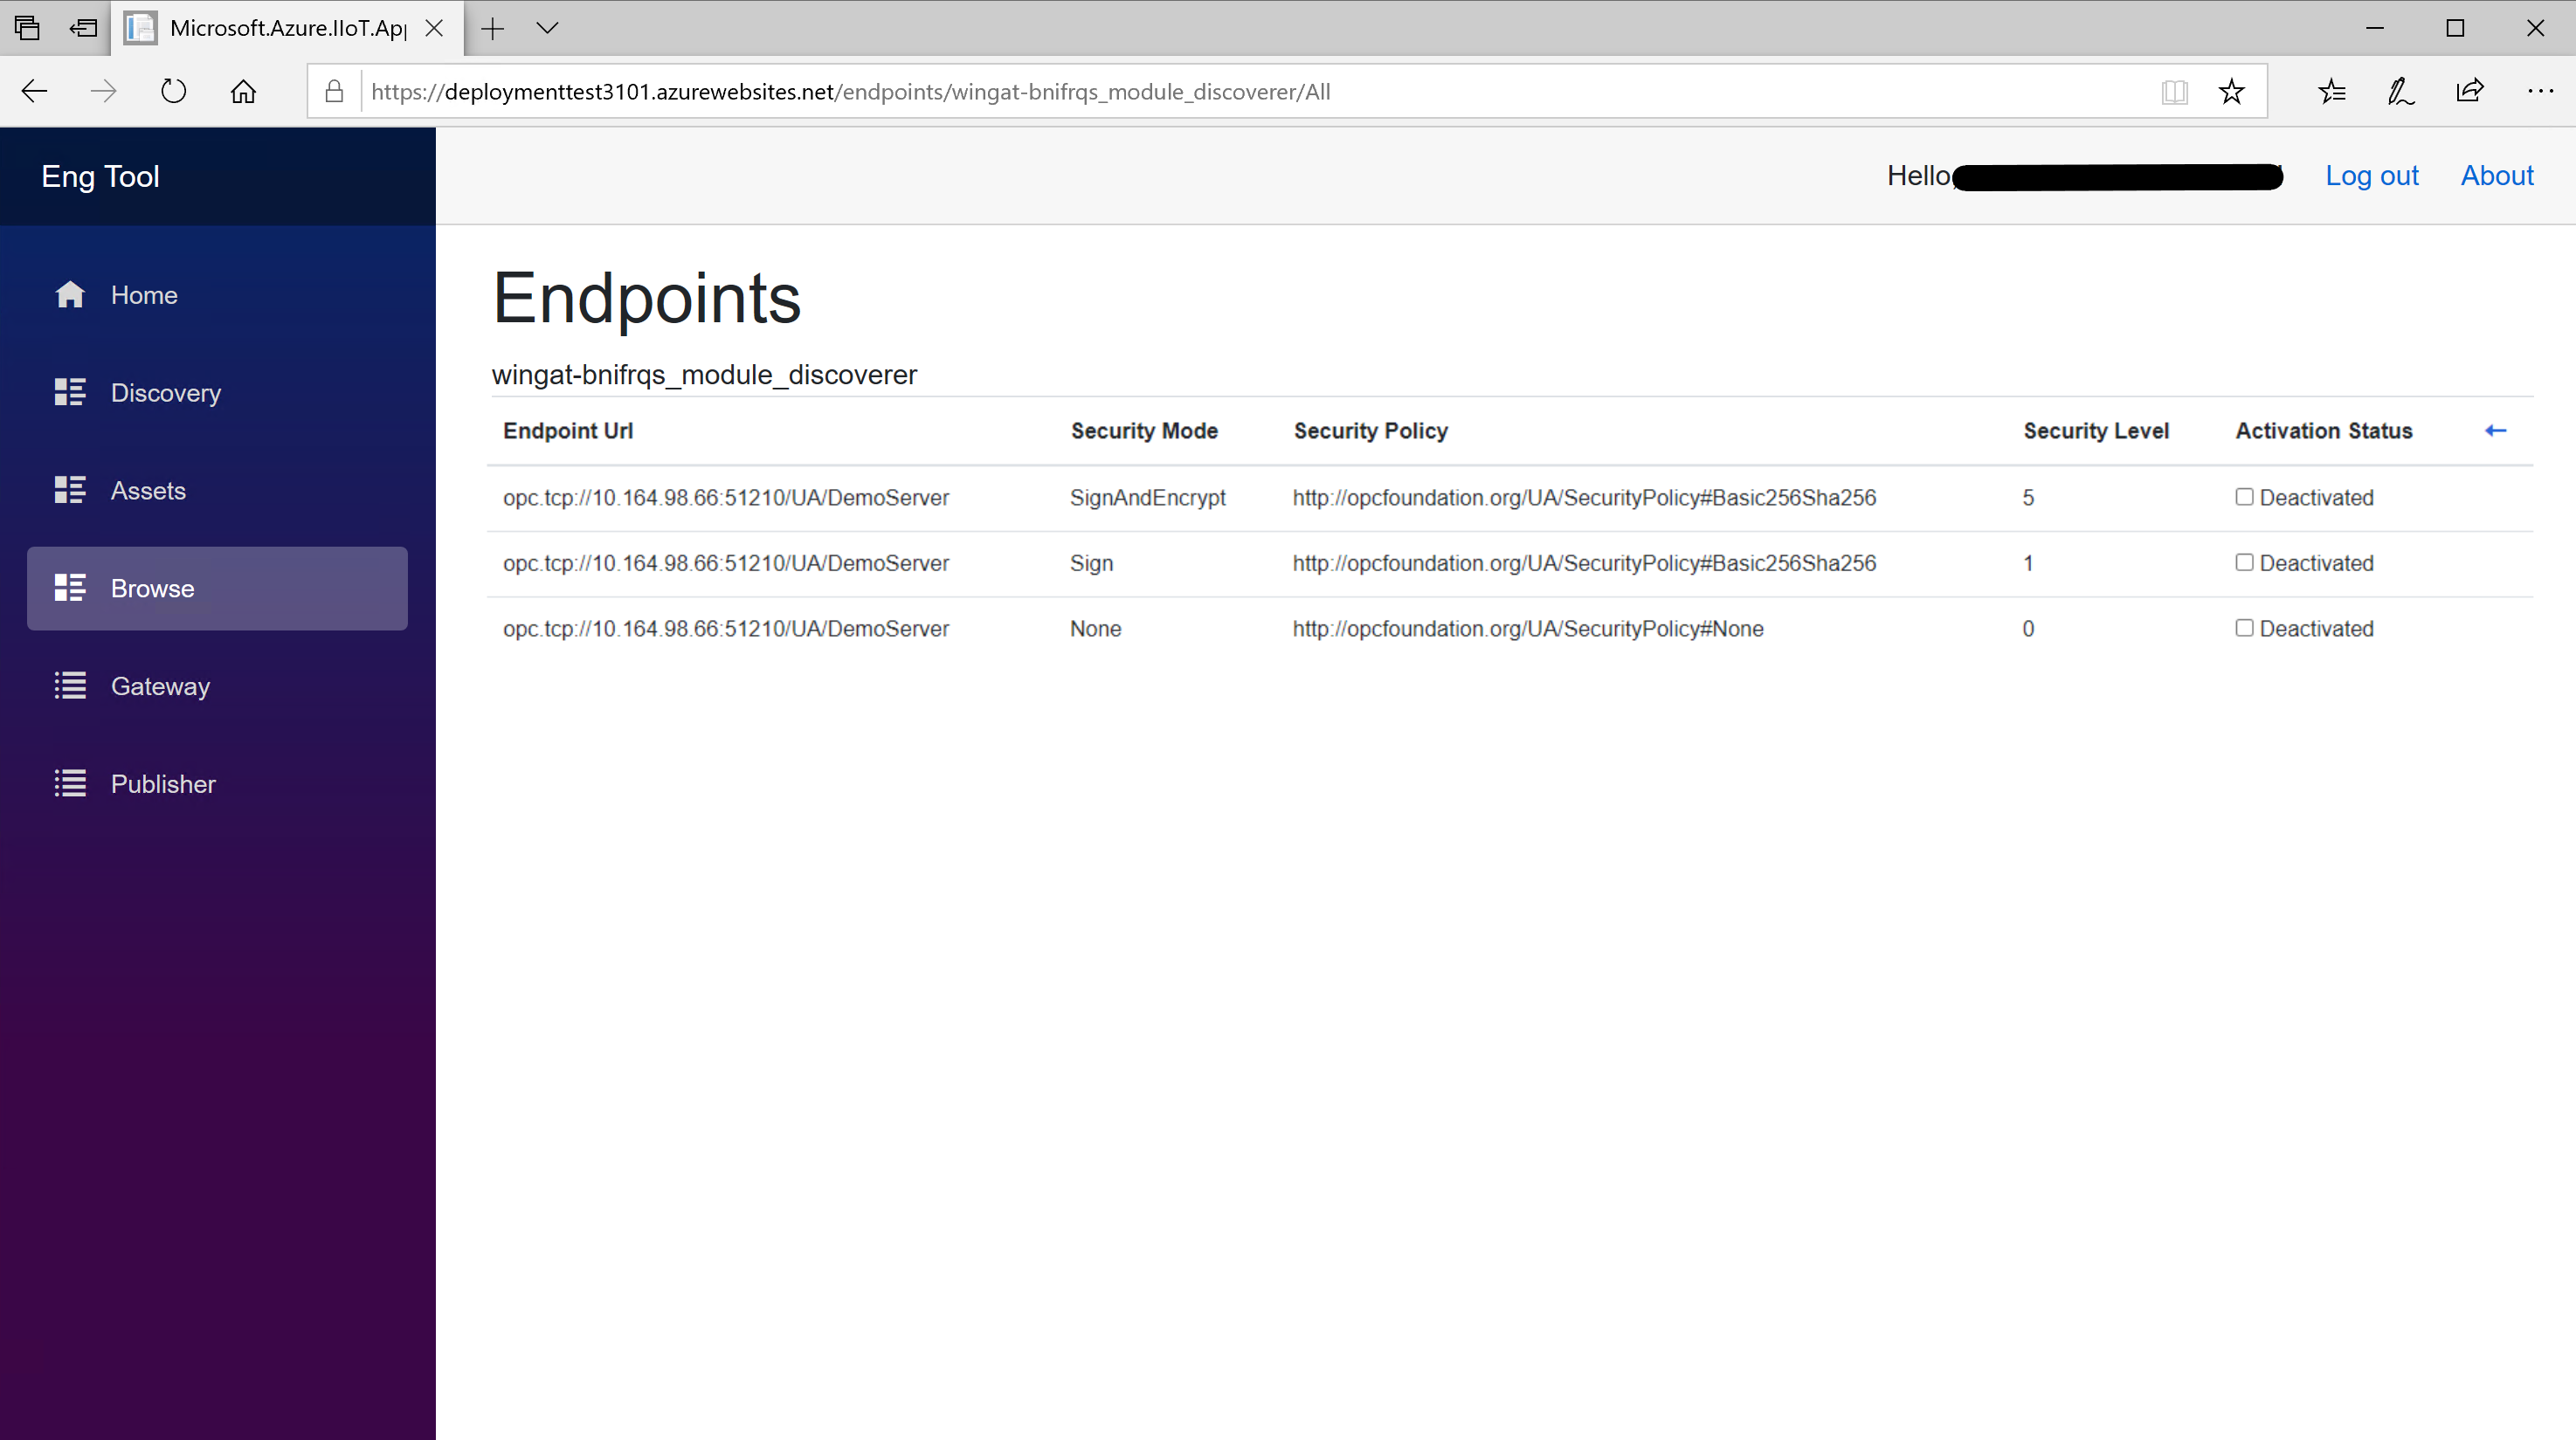 Microsoft.Azure.IIoT.App
https://deploymenttest3101.azurewebsites.net/endpoints/wingat-bnifrqs_module_discoverer/All
Eng Tool
Hello, Log out About
Home
Discovery
Assets
Browse
Gateway
Publisher
Endpoints
wingat-bnifrqs_module_discoverer
Endpoint Url Security Mode Security Policy Security Level Activation Status
opc.tcp://10.164.98.66:51210/UA/DemoServer SignAndEncrypt http://opcfoundation.org/UA/SecurityPolicy#Basic256Sha256 5 Deactivated
opc.tcp://10.164.98.66:51210/UA/DemoServer Sign http://opcfoundation.org/UA/SecurityPolicy#Basic256Sha256 1 Deactivated
opc.tcp://10.164.98.66:51210/UA/DemoServer None http://opcfoundation.org/UA/SecurityPolicy#None 0 Deactivated